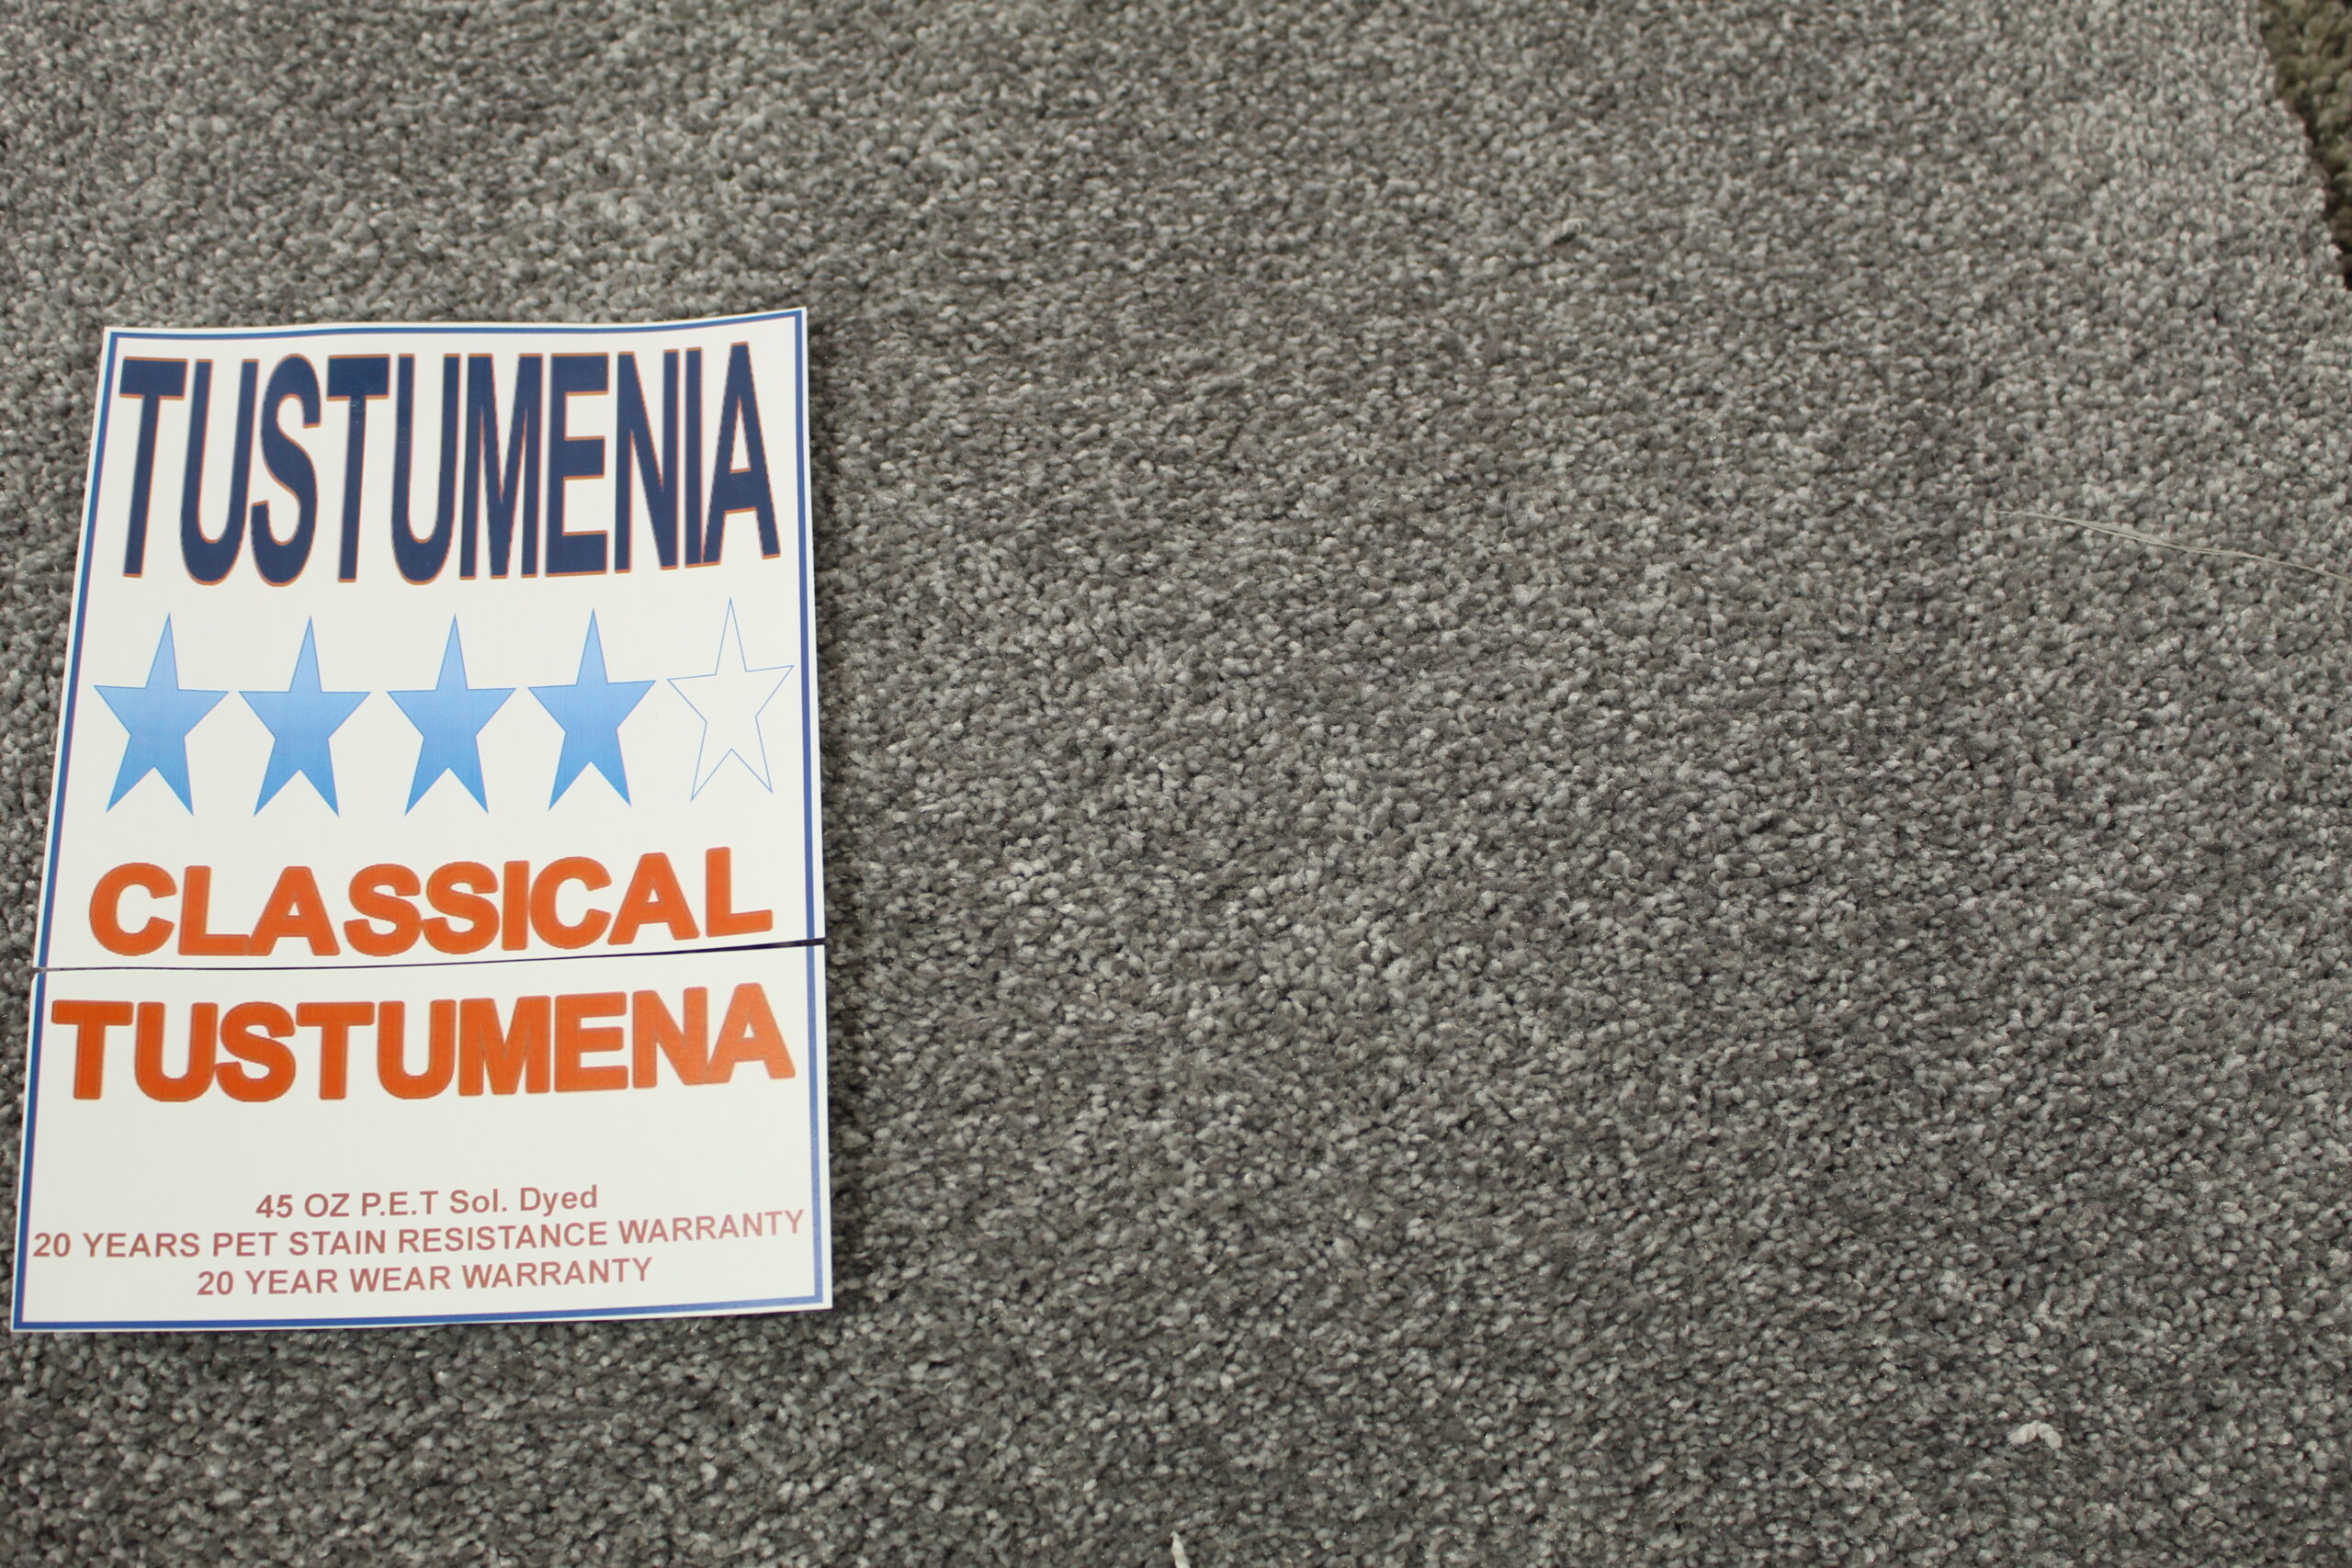 TUSTUMENIA
CLASSICAL
TUSTUMENA
45 OZ P.E.T Sol. Dyed
20 YEARS PET STAIN RESISTANCE WARRANTY
20 YEAR WEAR WARRANTY